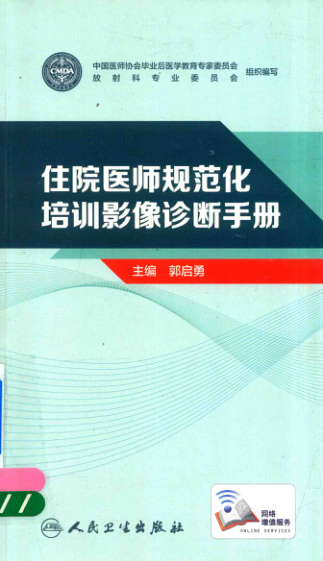 CMDA
中国医师协会毕业后医学教育专家委员会
放射科专业委员会
组织编写
住院医师规范化
培训影像诊断手册
主编 郭启勇
人民卫生出版社
网络
增值服务
ONLINE SERVICES